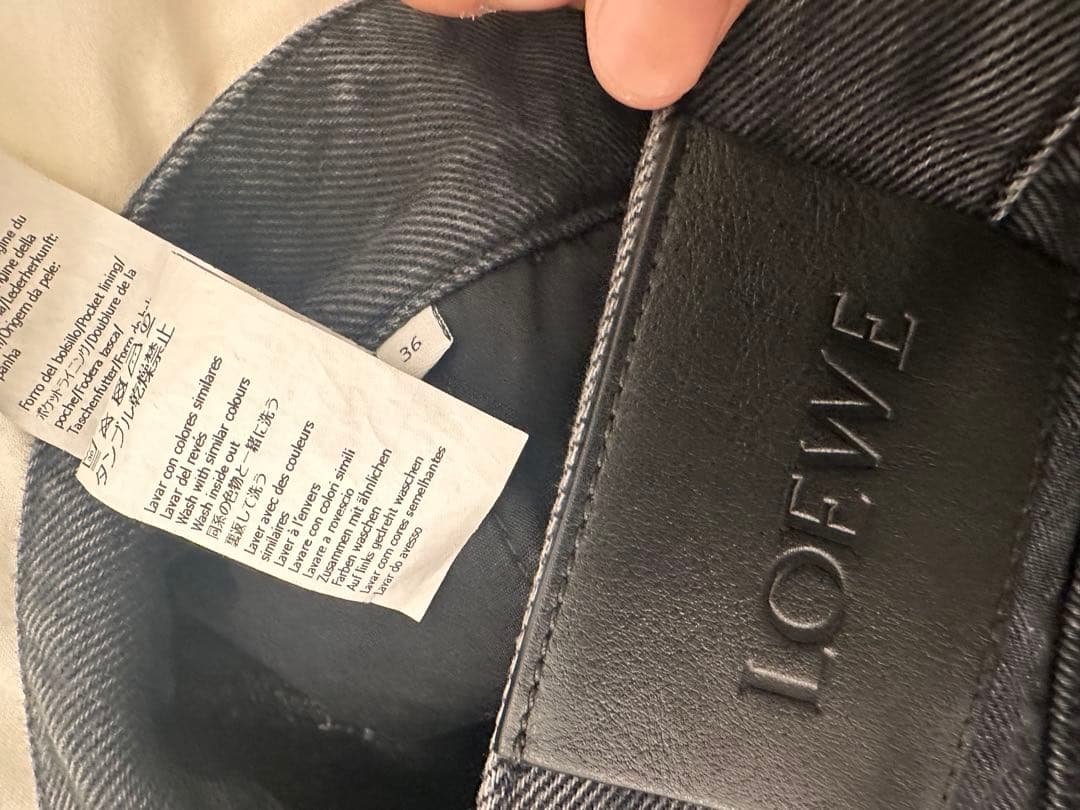 gine du
gine della
a/Lederherkunft:
/Origem da pele:
panha
Forro del bolsillo/Pocket lining/
ポケットライニング/Doublure de la
poche/Fodera tasca/
Taschenfutter/Form
タンブル乾燥禁止
Lavar con colores similares
Lavar del revés
Wash with similar colours
Wash inside out
同系の色物と一緒に洗う
裏返して洗う
Laver avec des couleurs
similaires
Laver à l'envers
Lavare con colori simili
Lavare a rovescio
Zusammen mit ähnlichen
Farben waschen
Auf links gedreht waschen
Lavar com cores semelhantes
Lavar do avesso
36
LOEWE